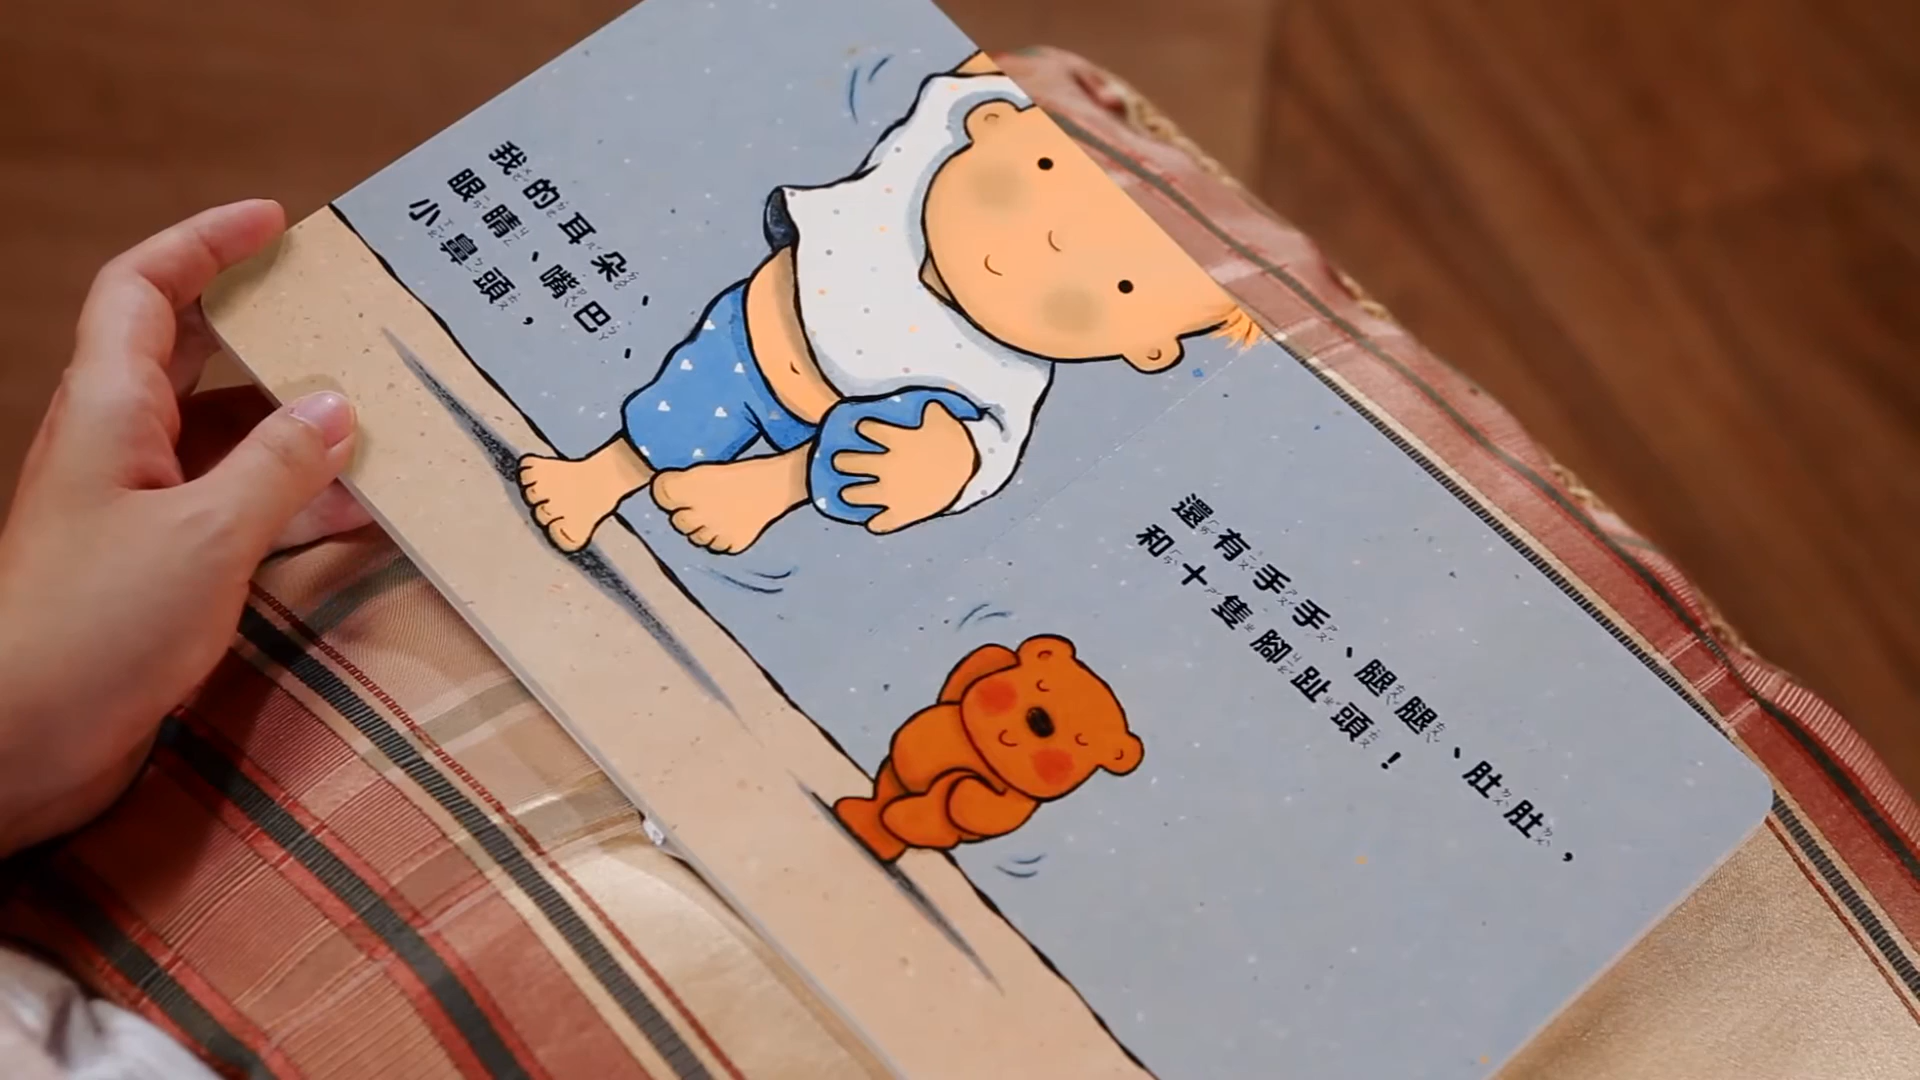 我的耳朵、
眼睛、嘴巴、
小鼻頭，
還有手手、腿腿、肚肚，
和十隻腳趾頭！